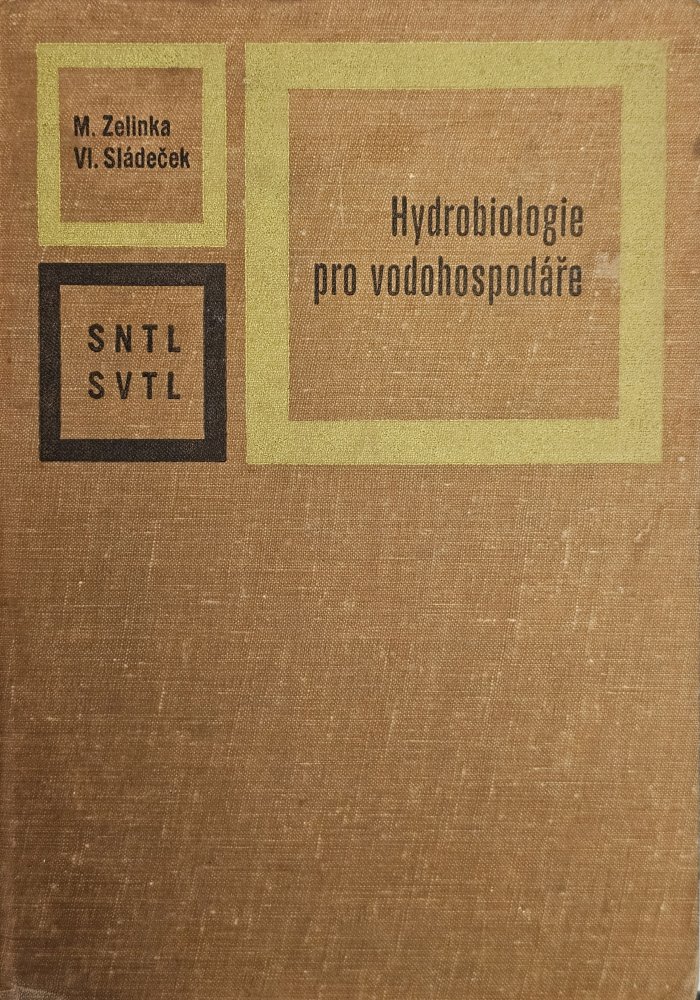 M. Zelinka
Vl. Sládeček
Hydrobiologie
pro vodohospodáře
SNTL
SVTL